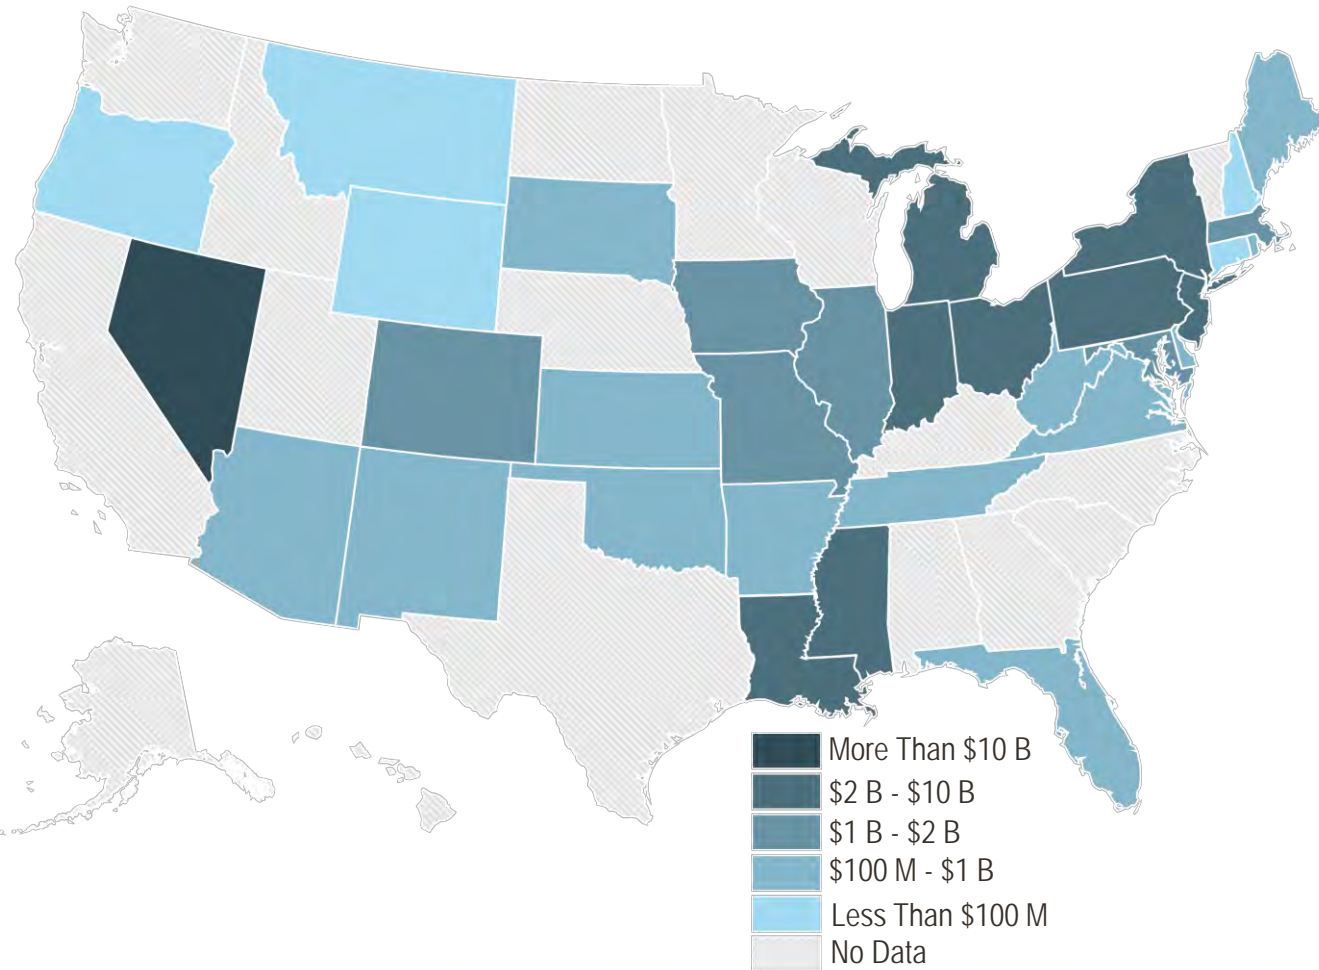 More Than $10 B
$2 B - $10 B
$1 B - $2 B
$100 M - $1 B
Less Than $100 M
No Data